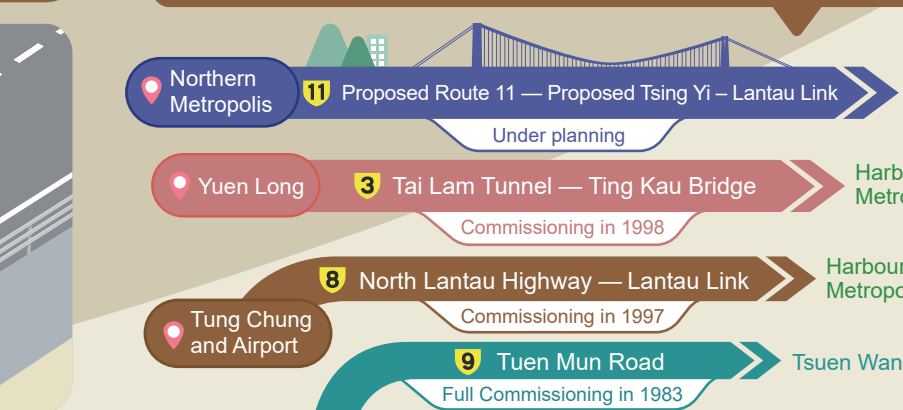 Northern
Metropolis
11 Proposed Route 11 — Proposed Tsing Yi – Lantau Link
Under planning
Yuen Long
3 Tai Lam Tunnel — Ting Kau Bridge
Commissioning in 1998
8 North Lantau Highway — Lantau Link
Commissioning in 1997
Tung Chung
and Airport
9 Tuen Mun Road
Full Commissioning in 1983